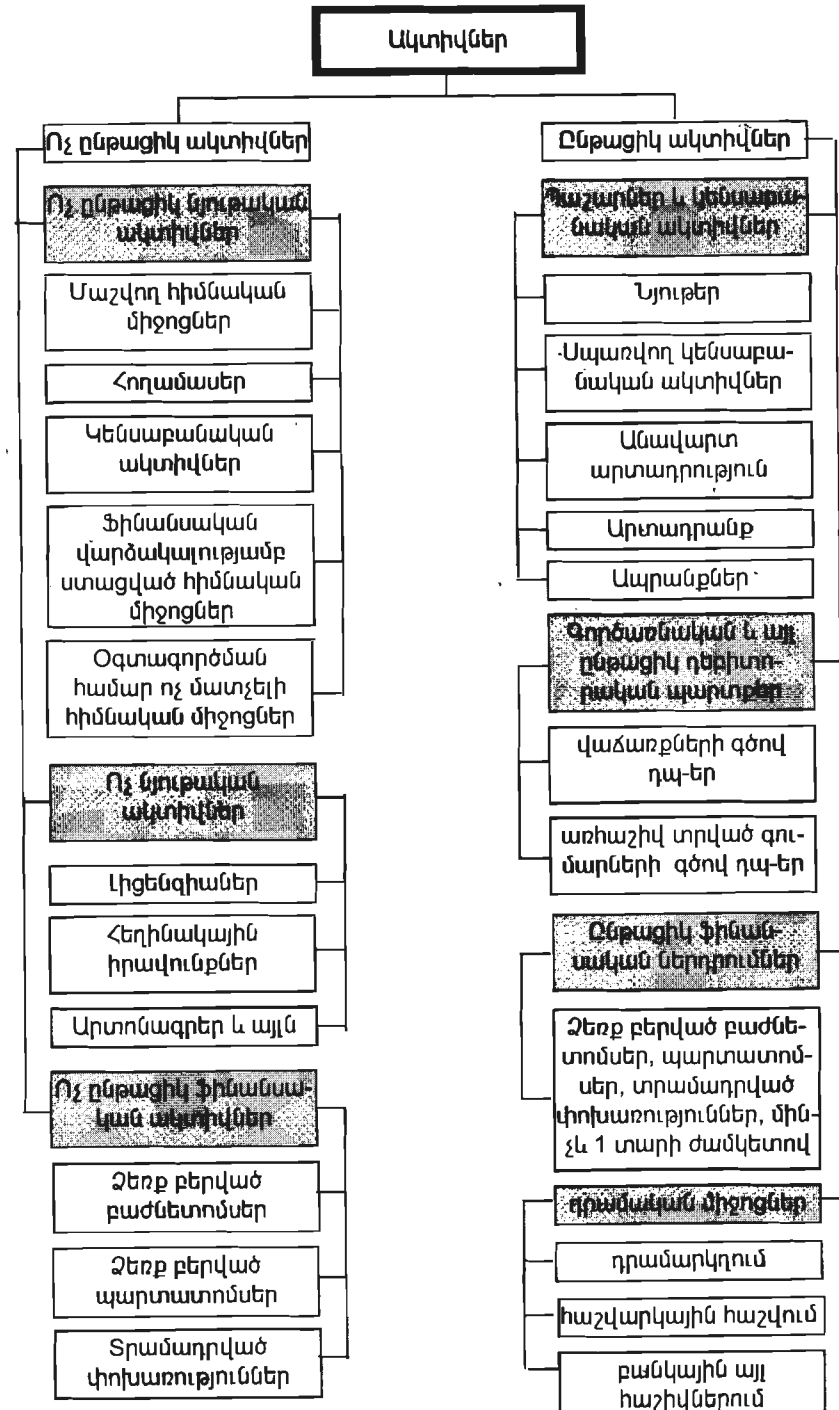 Ակտիվներ
Ոչ ընթացիկ ակտիվներ
Ոչ ընթացիկ նյութական
ակտիվներ
Մաշվող հիմնական
միջոցներ
Հողամասեր
Կենսաբանական
ակտիվներ
Ֆինանսական
վարձակալությամբ
ստացված հիմնական
միջոցներ
Օգտագործման
համար ոչ մատչելի
հիմնական միջոցներ
Ոչ նյութական
ակտիվներ
Լիցենզիաներ
Հեղինակային
իրավունքներ
Արտոնագրեր և այլն
Ոչ ընթացիկ ֆինանսա-
կան ակտիվներ
Ձեռք բերված
բաժնետոմսեր
Ձեռք բերված
պարտատոմսեր
Տրամադրված
փոխառություններ
Ընթացիկ ակտիվներ
Պաշարներ և կենսաբա-
նական ակտիվներ
Նյութեր
Սպառվող կենսաբա-
նական ակտիվներ
Անավարտ
արտադրություն
Արտադրանք
Ապրանքներ
Գործառնական և այլ
ընթացիկ դեբիտո-
րական պարտքեր
վաճառքների գծով
դպ-եր
առհաշիվ տրված գու-
մարների գծով դպ-եր
Ընթացիկ ֆինան-
սական ներդրումներ
Ձեռք բերված բաժնե-
տոմսեր, պարտատոմ-
սեր, տրամադրված
փոխառություններ, մին-
չև 1 տարի ժամկետով
դրամական միջոցներ
դրամարկղում
հաշվարկային հաշվում
բանկային այլ
հաշիվներում